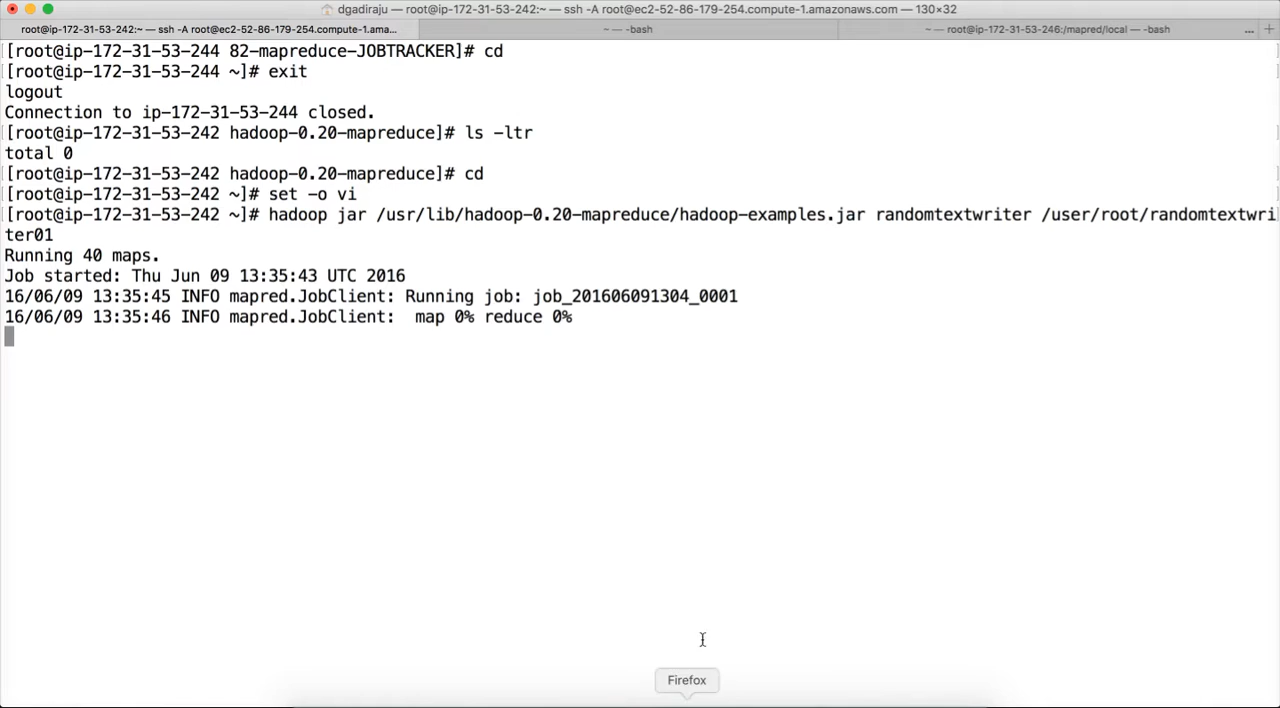 dgadiraju — root@ip-172-31-53-242:~ — ssh -A root@ec2-52-86-179-254.compute-1.amazonaws.com — 130×32
root@ip-172-31-53-242:~ — ssh -A root@ec2-52-86-179-254.compute-1.ama... ~ — -bash ~ — root@ip-172-31-53-246:/mapred/local — -bash ... +
[root@ip-172-31-53-244 82-mapreduce-JOBTRACKER]# cd
[root@ip-172-31-53-244 ~]# exit
logout
Connection to ip-172-31-53-244 closed.
[root@ip-172-31-53-242 hadoop-0.20-mapreduce]# ls -ltr
total 0
[root@ip-172-31-53-242 hadoop-0.20-mapreduce]# cd
[root@ip-172-31-53-242 ~]# set -o vi
[root@ip-172-31-53-242 ~]# hadoop jar /usr/lib/hadoop-0.20-mapreduce/hadoop-examples.jar randomtextwriter /user/root/randomtextwri
ter01
Running 40 maps.
Job started: Thu Jun 09 13:35:43 UTC 2016
16/06/09 13:35:45 INFO mapred.JobClient: Running job: job_201606091304_0001
16/06/09 13:35:46 INFO mapred.JobClient:  map 0% reduce 0%
Firefox